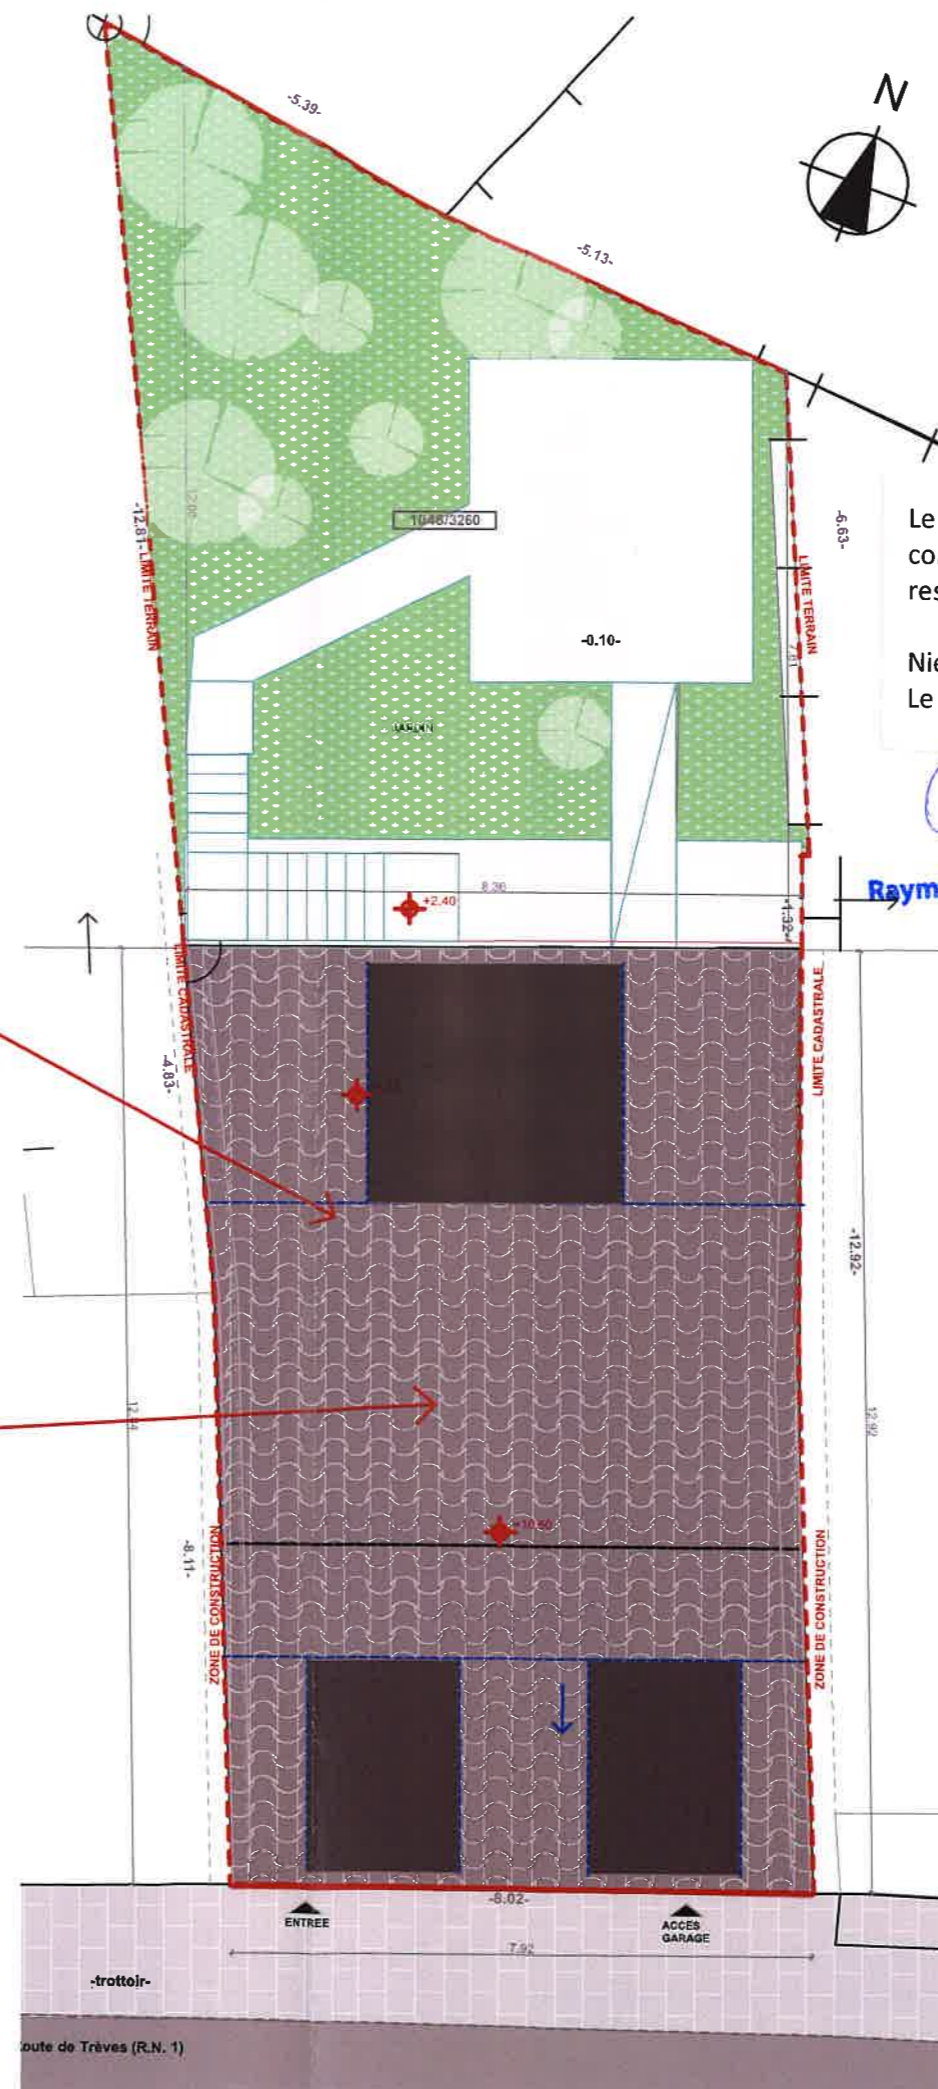 N
-5.39-
-5.13-
1048/3260
-12.81-
LIMITE TERRAIN
-6.63-
LIMITE TERRAIN
7.61
Le
co
res
-0.10-
Nie
Le
JARDIN
8.36
+2.40
-1.32-
Raym
LIMITE CADASTRALE
LIMITE CADASTRALE
-4.83-
-12.92-
12.92
+10.50
-8.11-
ZONE DE CONSTRUCTION
ZONE DE CONSTRUCTION
-8.02-
ENTREE
ACCES
GARAGE
7.92
-trottoir-
oute de Trèves (R.N. 1)